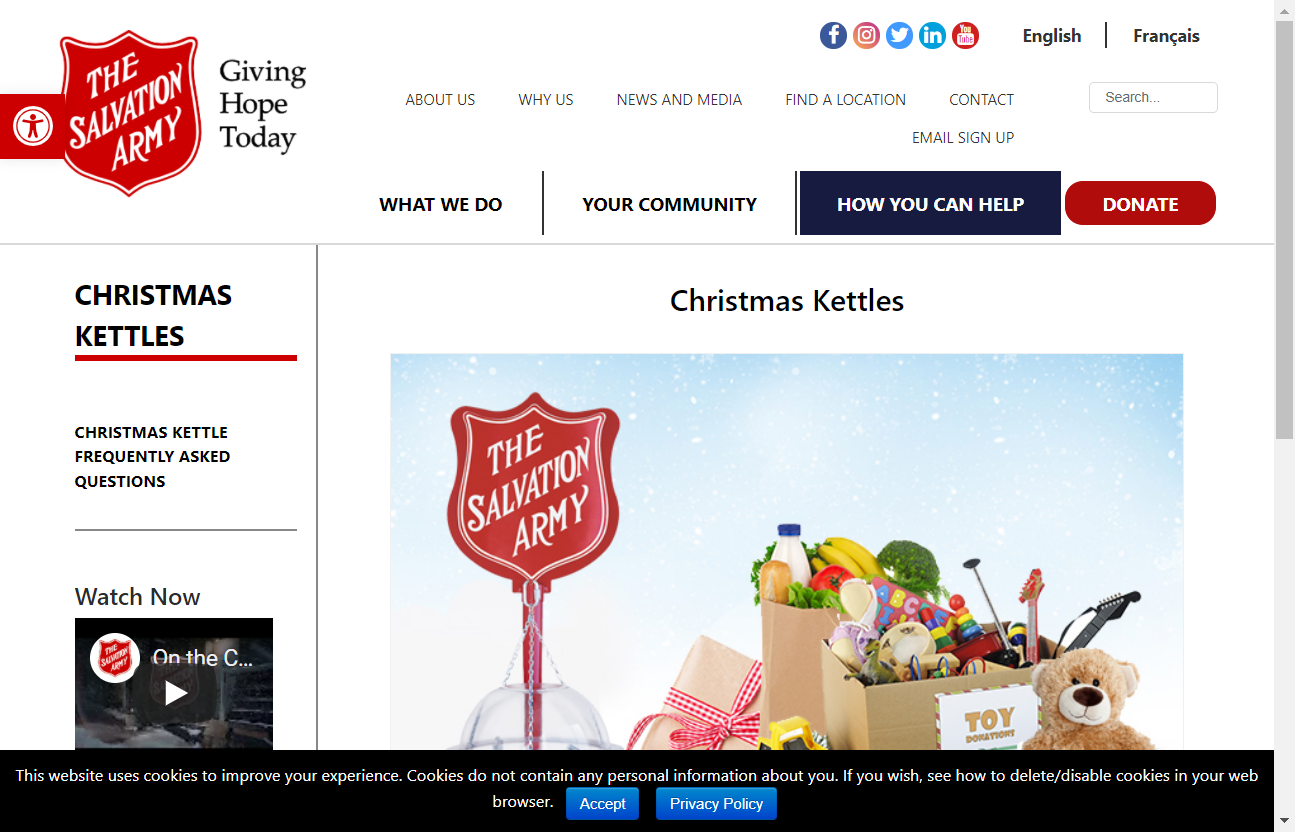 THE
SALVATION
ARMY
Giving
Hope
Today
You
Tube
English
Français
ABOUT US
WHY US
NEWS AND MEDIA
FIND A LOCATION
CONTACT
Search...
EMAIL SIGN UP
WHAT WE DO
YOUR COMMUNITY
HOW YOU CAN HELP
DONATE
CHRISTMAS
KETTLES
CHRISTMAS KETTLE
FREQUENTLY ASKED
QUESTIONS
Watch Now
THE
SALVATION
ARMY
On the C...
Christmas Kettles
THE
SALVATION
ARMY
ABC
TOY
DONATIONS
This website uses cookies to improve your experience. Cookies do not contain any personal information about you. If you wish, see how to delete/disable cookies in your web
browser. Accept Privacy Policy